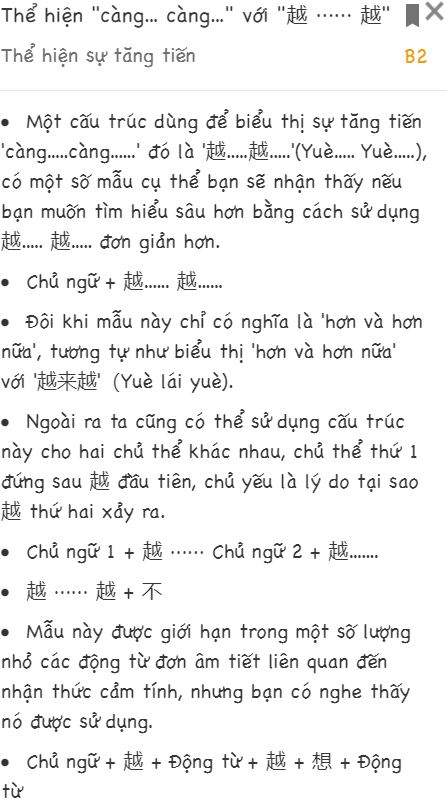 Thể hiện "càng... càng..." với "越 ······ 越"
Thể hiện sự tăng tiến B2
• Một cấu trúc dùng để biểu thị sự tăng tiến
'càng.....càng......' đó là '越.....越.....'(Yuè..... Yuè.....),
có một số mẫu cụ thể bạn sẽ nhận thấy nếu
bạn muốn tìm hiểu sâu hơn bằng cách sử dụng
越..... 越..... đơn giản hơn.
• Chủ ngữ + 越...... 越......
• Đôi khi mẫu này chỉ có nghĩa là 'hơn và hơn
nữa', tương tự như biểu thị 'hơn và hơn nữa'
với '越来越' (Yuè lái yuè).
• Ngoài ra ta cũng có thể sử dụng cấu trúc
này cho hai chủ thể khác nhau, chủ thể thứ 1
đứng sau 越 đầu tiên, chủ yếu là lý do tại sao
越 thứ hai xảy ra.
• Chủ ngữ 1 + 越 ······ Chủ ngữ 2 + 越.......
• 越 ······ 越 + 不
• Mẫu này được giới hạn trong một số lượng
nhỏ các động từ đơn âm tiết liên quan đến
nhận thức cảm tính, nhưng bạn có nghe thấy
nó được sử dụng.
• Chủ ngữ + 越 + Động từ + 越 + 想 + Động
từ